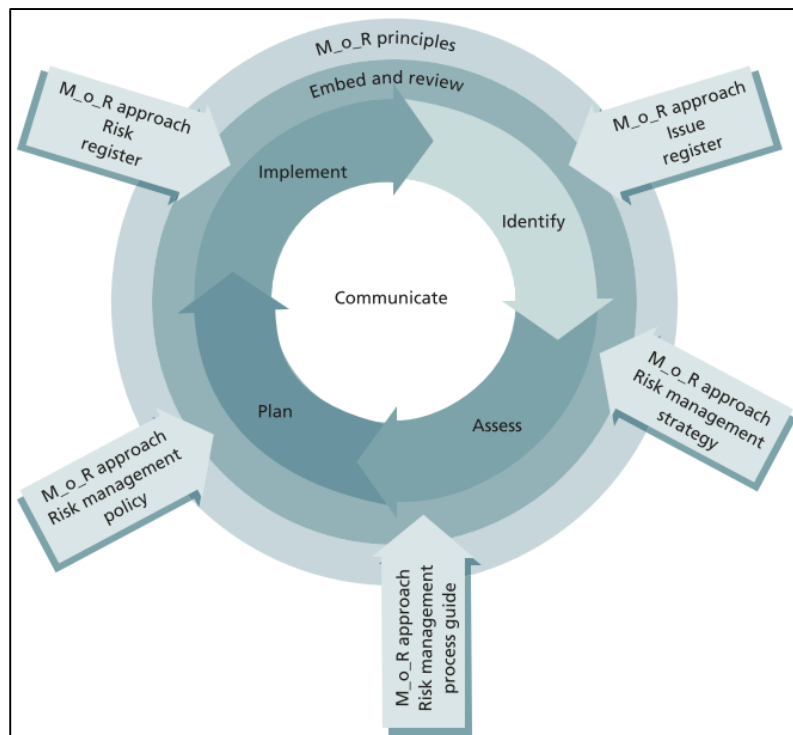 M_o_R principles
Embed and review
M_o_R approach
Risk
register
M_o_R approach
Issue
register
Implement
Identify
Communicate
Plan
Assess
M_o_R approach
Risk management
strategy
M_o_R approach
Risk management
policy
M_o_R approach
Risk management
process guide